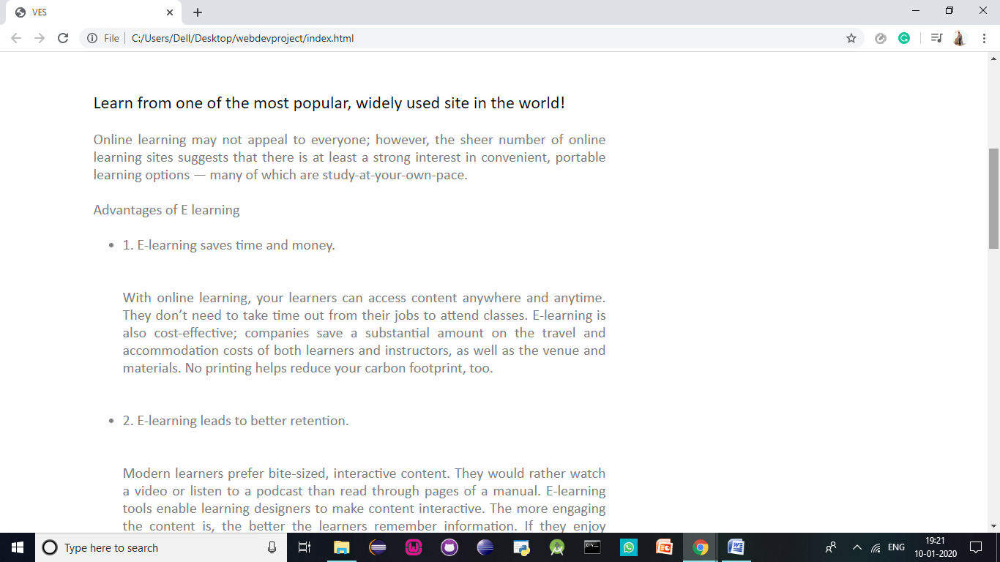 VES
File
C:/Users/Dell/Desktop/webdevproject/index.html
Learn from one of the most popular, widely used site in the world!
Online learning may not appeal to everyone; however, the sheer number of online
learning sites suggests that there is at least a strong interest in convenient, portable
learning options — many of which are study-at-your-own-pace.
Advantages of E learning
• 1. E-learning saves time and money.
With online learning, your learners can access content anywhere and anytime.
They don’t need to take time out from their jobs to attend classes. E-learning is
also cost-effective; companies save a substantial amount on the travel and
accommodation costs of both learners and instructors, as well as the venue and
materials. No printing helps reduce your carbon footprint, too.
• 2. E-learning leads to better retention.
Modern learners prefer bite-sized, interactive content. They would rather watch
a video or listen to a podcast than read through pages of a manual. E-learning
tools enable learning designers to make content interactive. The more engaging
the content is, the better the learners remember information. If they enjoy
Type here to search
ENG
19:21
10-01-2020